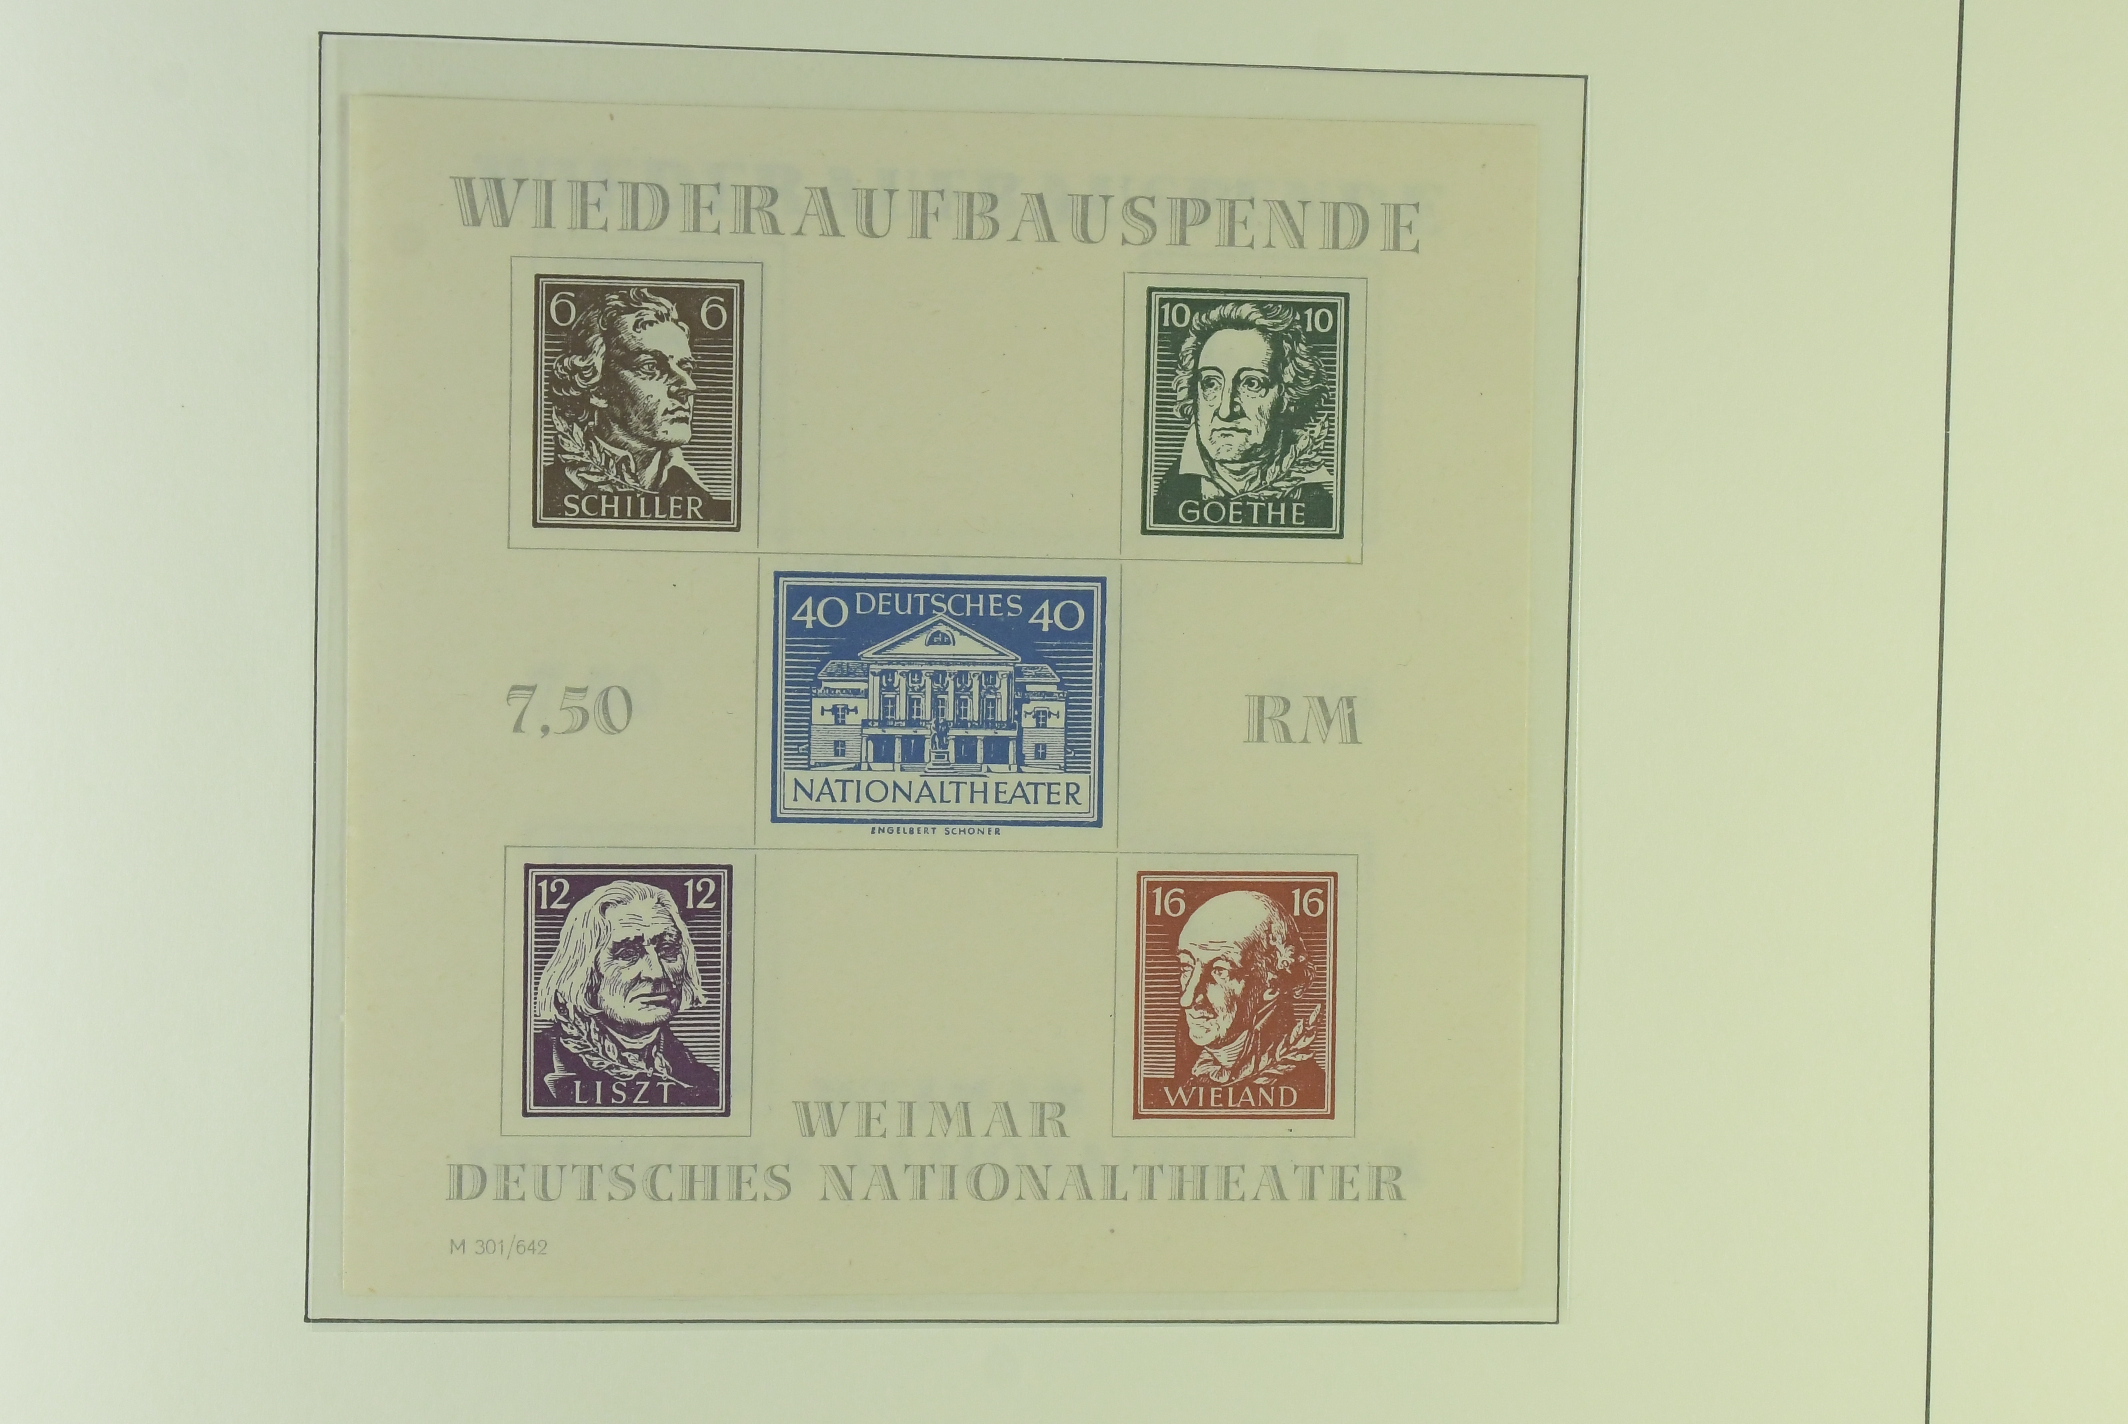 WIEDERAUFBAUSPENDE
6 6
SCHILLER
10 10
GOETHE
40 DEUTSCHES 40
NATIONALTHEATER
ENGELBERT SCHONER
7,50 RM
12 12
LISZT
16 16
WIELAND
WEIMAR
DEUTSCHES NATIONALTHEATER
M 301/642